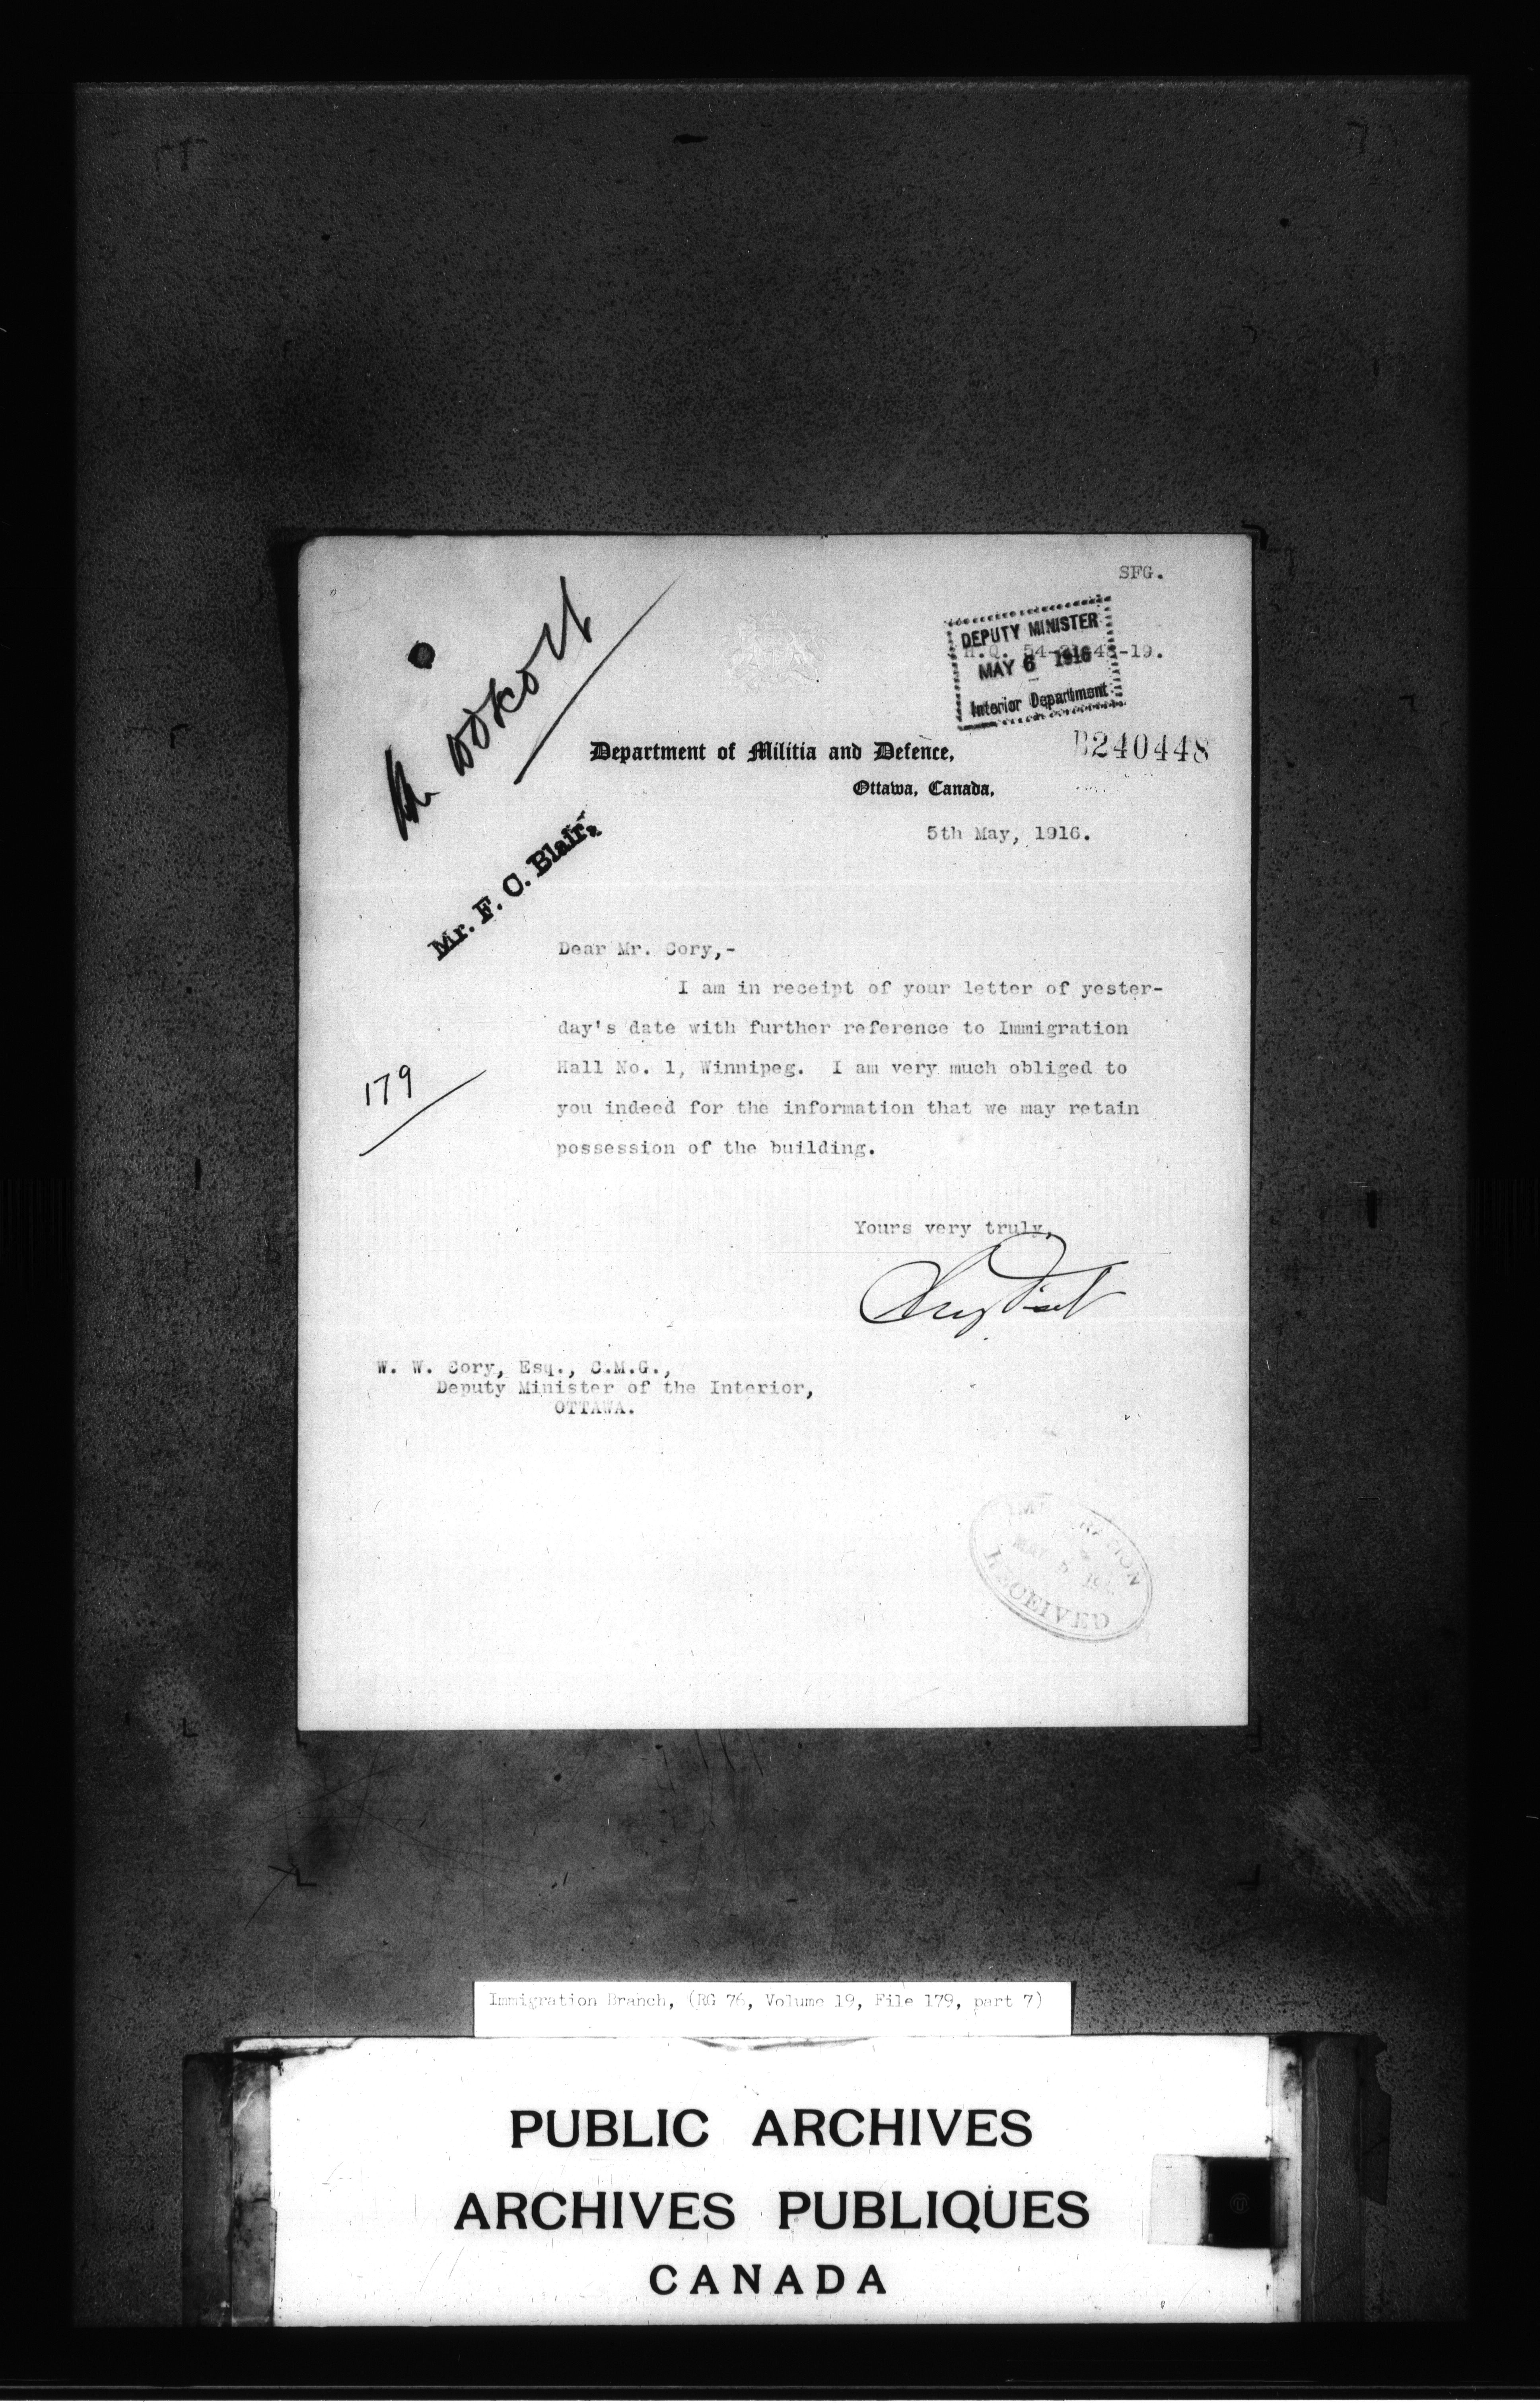 SFG.
DEPUTY MINISTER
MAY 6 1916
Interior Department
H.Q. 54-21-4 -19.
Department of Militia and Defence,
B240448
Ottawa, Canada,
5th May, 1916.
Mr. F. C. Blair,
Dear Mr. Cory,-
I am in receipt of your letter of yester-
day's date with further reference to Immigration
Hall No. 1, Winnipeg. I am very much obliged to
you indeed for the information that we may retain
possession of the building.
179
Yours very truly,
W. W. Cory, Esq., C.M.G.,
Deputy Minister of the Interior,
OTTAWA.
RECEIVED
Immigration Branch, (RG 76, Volume 19, File 179, part 7)
PUBLIC ARCHIVES
ARCHIVES PUBLIQUES
CANADA